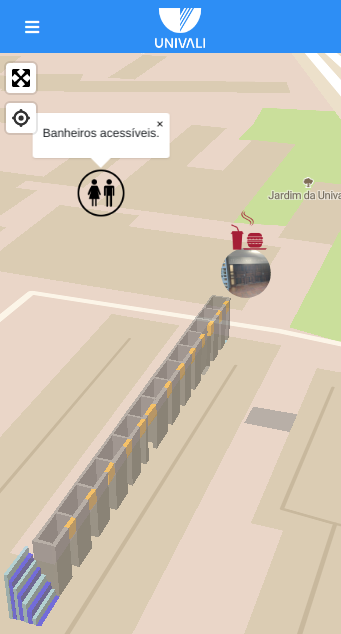 UNIVALI
×
Banheiros acessíveis.
Jardim da Univa